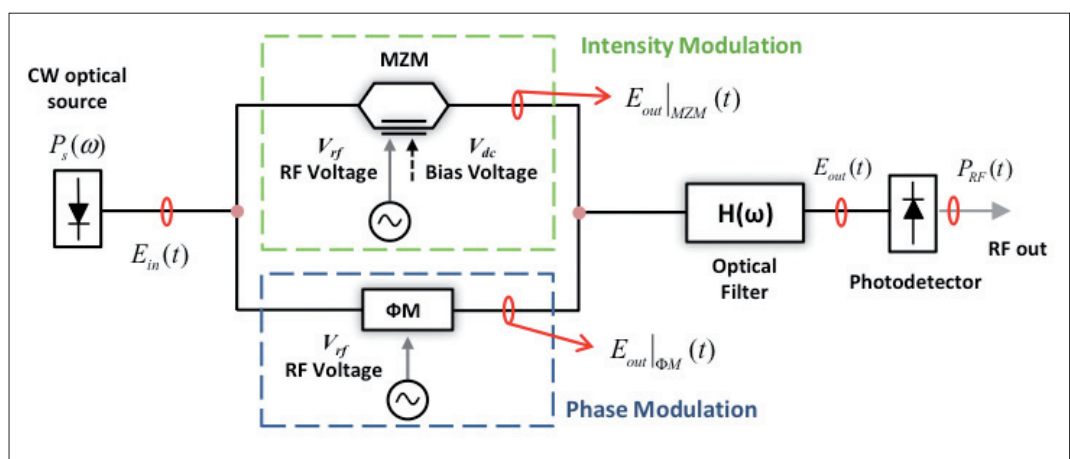 Intensity Modulation
MZM
CW optical
source
P_s(ω)
E_out|_MZM (t)
V_rf
RF Voltage
V_dc
Bias Voltage
E_in(t)
H(ω)
Optical
Filter
E_out(t)
P_RF(t)
RF out
Photodetector
ΦM
V_rf
RF Voltage
E_out|_ΦM (t)
Phase Modulation